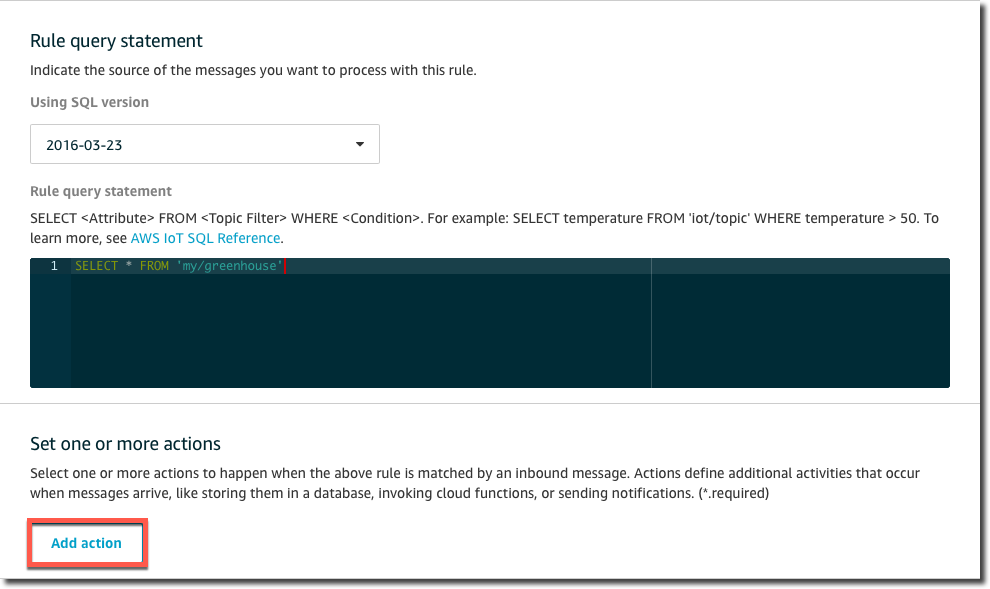 Rule query statement
Indicate the source of the messages you want to process with this rule.
Using SQL version
2016-03-23
Rule query statement
SELECT <Attribute> FROM <Topic Filter> WHERE <Condition>. For example: SELECT temperature FROM 'iot/topic' WHERE temperature > 50. To
learn more, see AWS IoT SQL Reference.
1 SELECT * FROM 'my/greenhouse'
Set one or more actions
Select one or more actions to happen when the above rule is matched by an inbound message. Actions define additional activities that occur
when messages arrive, like storing them in a database, invoking cloud functions, or sending notifications. (*.required)
Add action